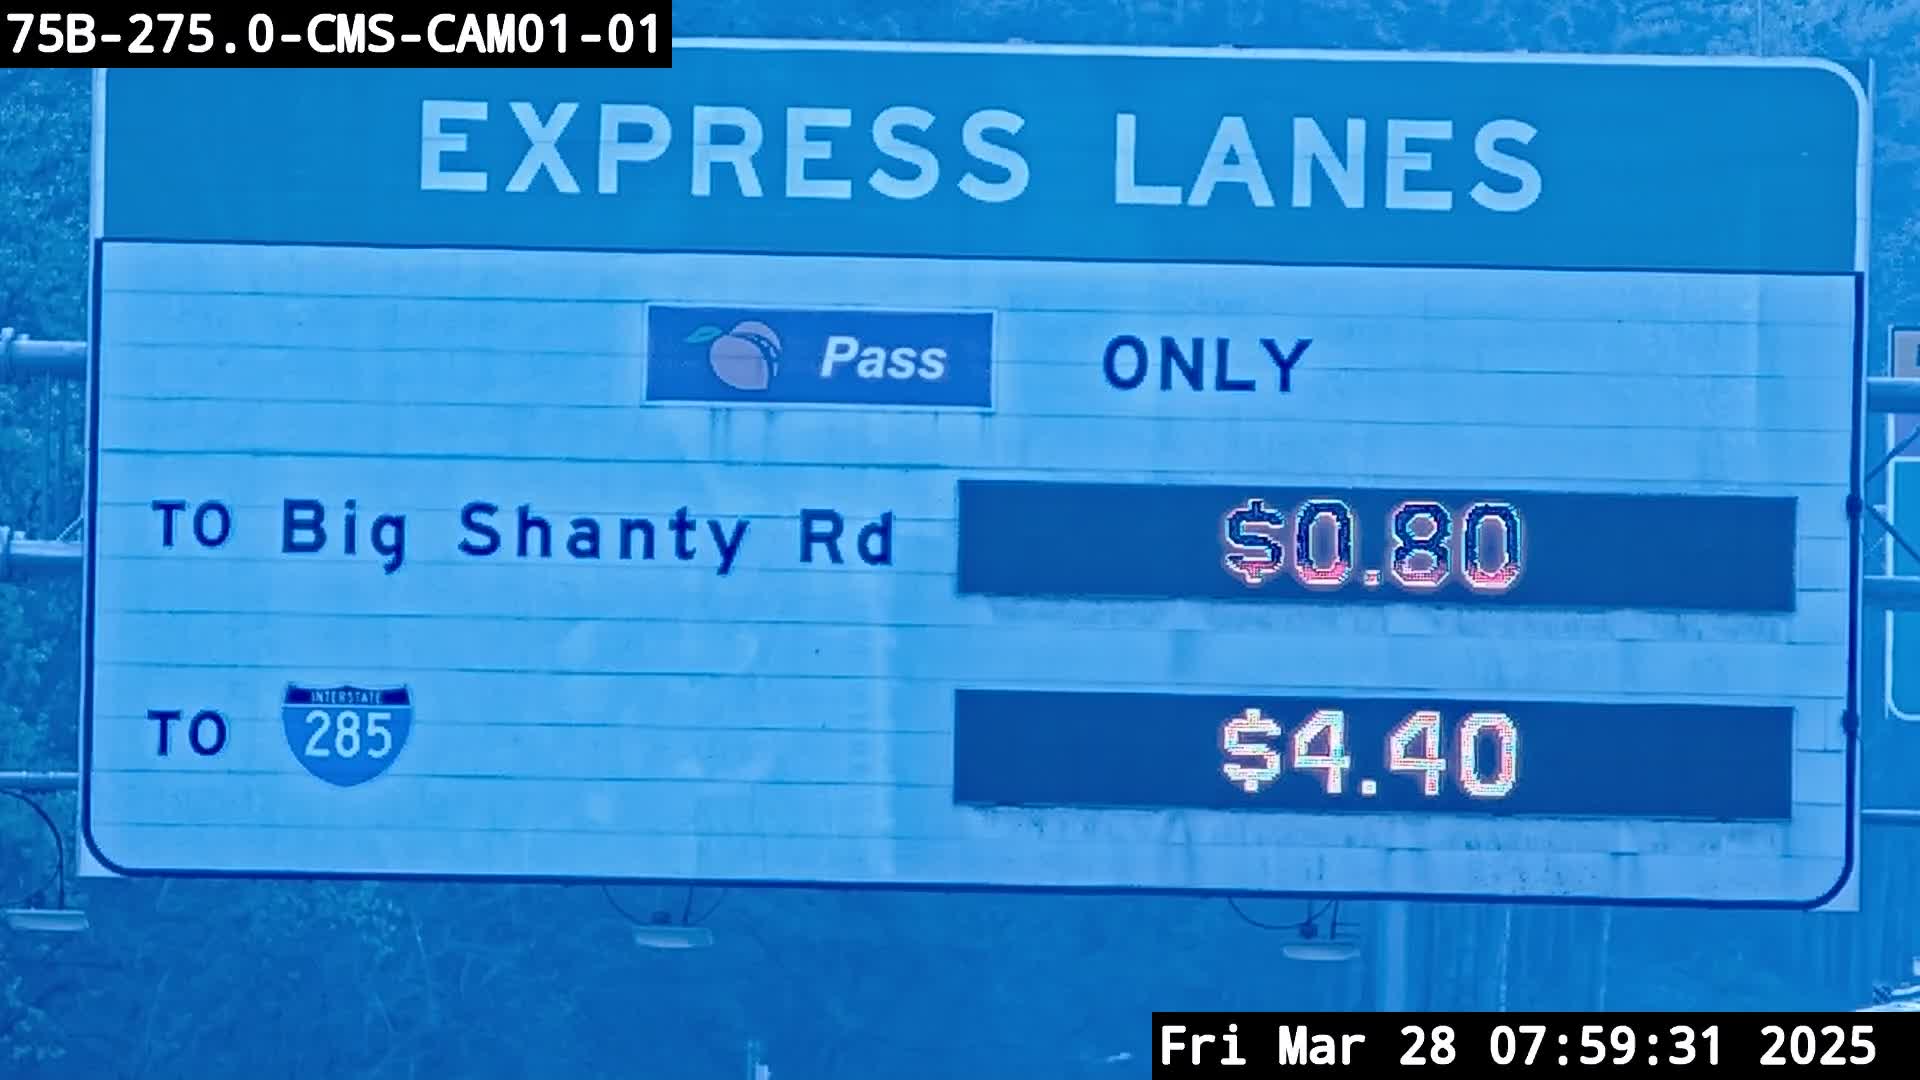 75B-275.0-CMS-CAM01-01
EXPRESS LANES
Pass ONLY
TO Big Shanty Rd $0.80
INTERSTATE
TO 285 $4.40
Fri Mar 28 07:59:31 2025